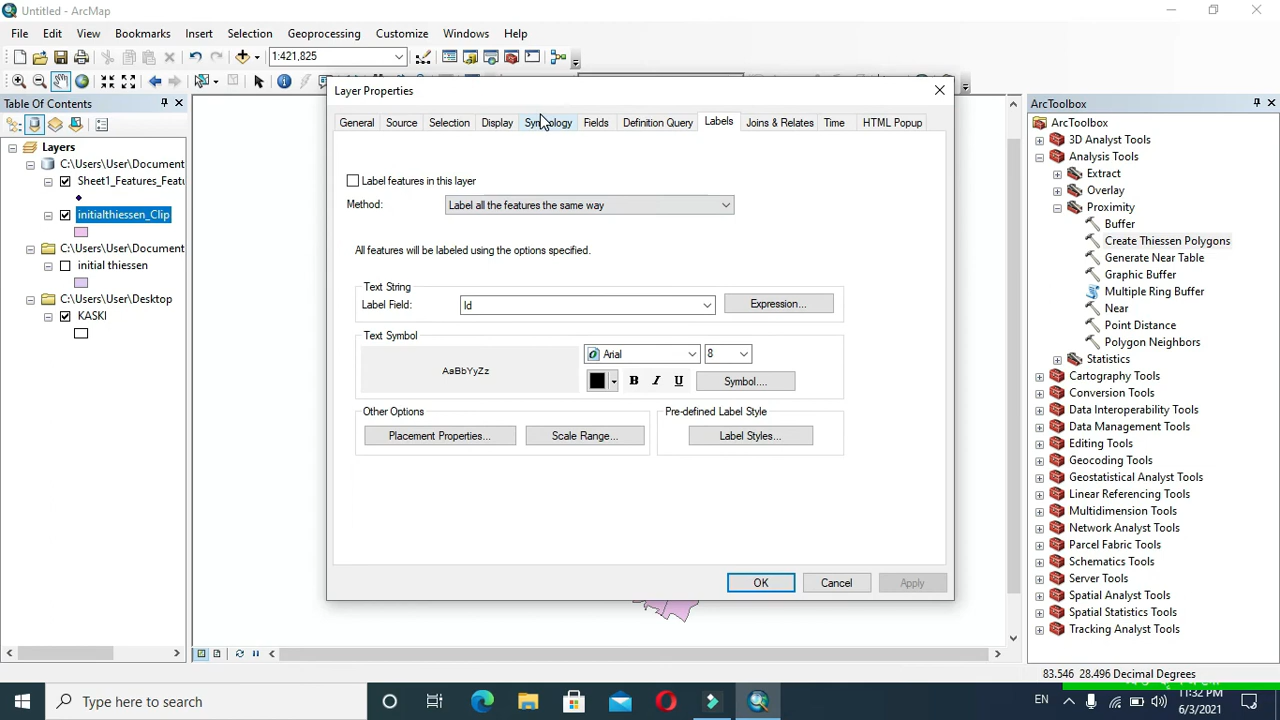 Untitled - ArcMap
File Edit View Bookmarks Insert Selection Geoprocessing Customize Windows Help
1:421,825
Table Of Contents
Layers
C:\Users\User\Document
Sheet1_Features_Featu
initialthiessen_Clip
C:\Users\User\Document
initial thiessen
C:\Users\User\Desktop
KASKI
Layer Properties
General Source Selection Display Symbology Fields Definition Query Labels Joins & Relates Time HTML Popup
Label features in this layer
Method: Label all the features the same way
All features will be labeled using the options specified.
Text String
Label Field: Id Expression...
Text Symbol
AaBbYyZz
Arial 8
B I U Symbol....
Other Options
Placement Properties... Scale Range...
Pre-defined Label Style
Label Styles...
OK Cancel Apply
ArcToolbox
ArcToolbox
3D Analyst Tools
Analysis Tools
Extract
Overlay
Proximity
Buffer
Create Thiessen Polygons
Generate Near Table
Graphic Buffer
Multiple Ring Buffer
Near
Point Distance
Polygon Neighbors
Statistics
Cartography Tools
Conversion Tools
Data Interoperability Tools
Data Management Tools
Editing Tools
Geocoding Tools
Geostatistical Analyst Tools
Linear Referencing Tools
Multidimension Tools
Network Analyst Tools
Parcel Fabric Tools
Schematics Tools
Server Tools
Spatial Analyst Tools
Spatial Statistics Tools
Tracking Analyst Tools
83.546 28.496 Decimal Degrees
Type here to search
EN
11:32 PM
6/3/2021